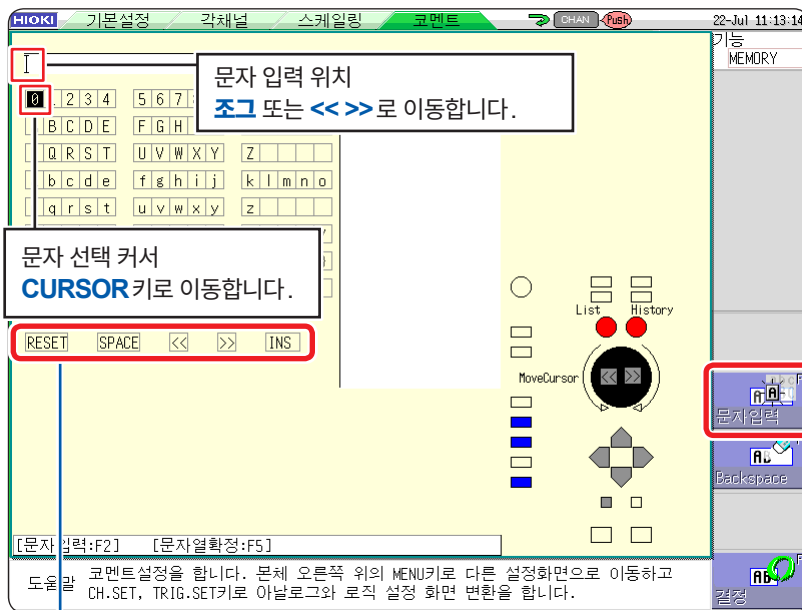 HIOKI 기본설정 각채널 스케일링 코멘트 CHAN Push 22-Jul 11:13:14
기능
MEMORY
문자 입력 위치
조그 또는 << >>로 이동합니다.
0 2 3 4 5 6 7
B C D E F G H
Q R S T U V W X Y Z
b c d e f g h i j k l m n o
q r s t u v w x y z
문자 선택 커서
CURSOR 키로 이동합니다.
List History
RESET SPACE << >> INS
MoveCursor << >>
문자입력
Backspace
[문자입력:F2] [문자열확정:F5]
도움말 코멘트설정을 합니다. 본체 오른쪽 위의 MENU키로 다른 설정화면으로 이동하고
CH.SET, TRIG.SET키로 아날로그와 로직 설정 화면 변환을 합니다.
결정